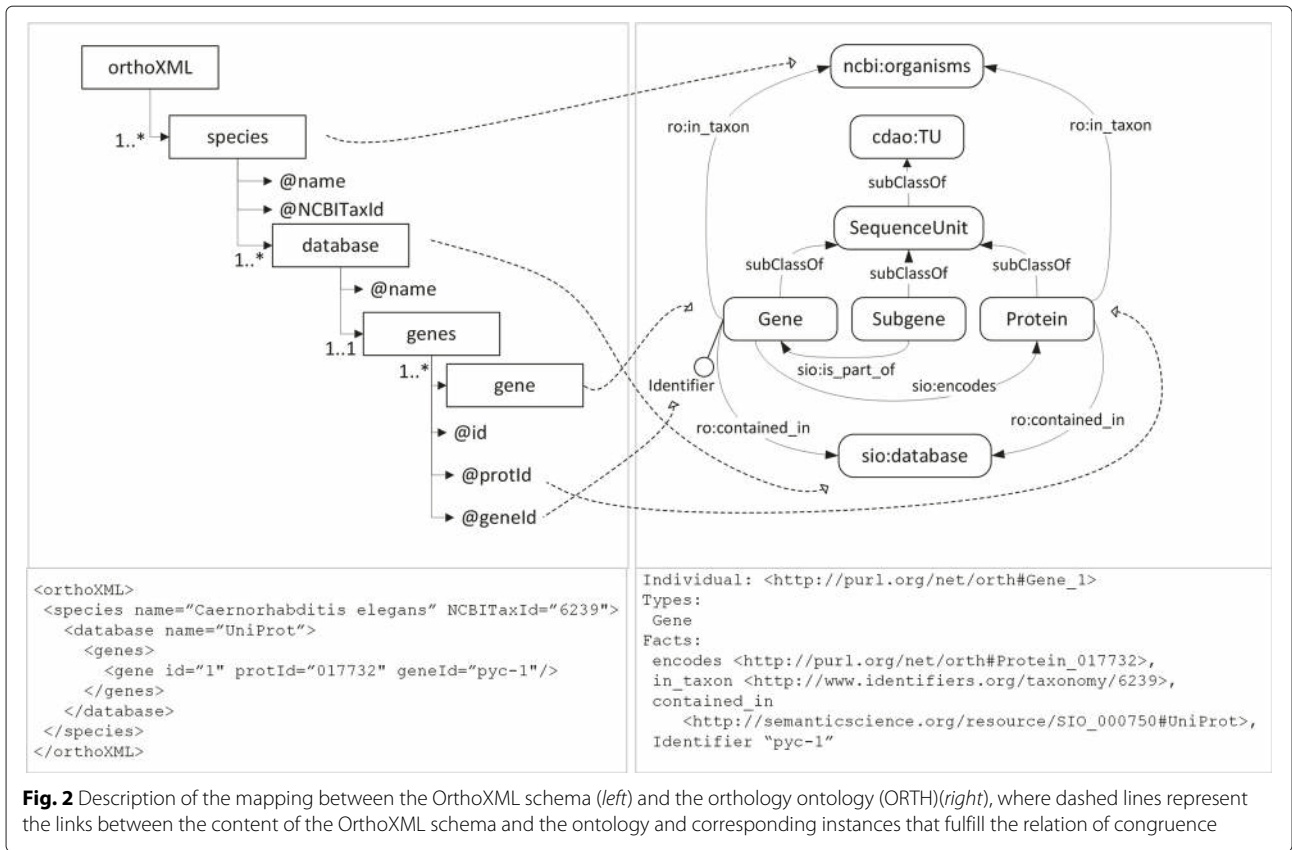 orthoXML
1..*
species
@name
@NCBITaxId
1..*
database
@name
1..1
genes
1..*
gene
@id
@protId
@geneId
ncbi:organisms
ro:in_taxon
ro:in_taxon
cdao:TU
subClassOf
SequenceUnit
subClassOf
subClassOf
subClassOf
Gene
Subgene
Protein
sio:is_part_of
Identifier
sio:encodes
ro:contained_in
ro:contained_in
sio:database
<orthoXML>
<species name="Caernorhabditis elegans" NCBITaxId="6239">
<database name="UniProt">
<genes>
<gene id="1" protId="017732" geneId="pyc-1"/>
</genes>
</database>
</species>
</orthoXML>
Individual: <http://purl.org/net/orth#Gene_1>
Types:
Gene
Facts:
encodes <http://purl.org/net/orth#Protein_017732>,
in_taxon <http://www.identifiers.org/taxonomy/6239>,
contained_in
<http://semanticscience.org/resource/SIO_000750#UniProt>,
Identifier "pyc-1"
Fig. 2 Description of the mapping between the OrthoXML schema (left) and the orthology ontology (ORTH)(right), where dashed lines represent
the links between the content of the OrthoXML schema and the ontology and corresponding instances that fulfill the relation of congruence